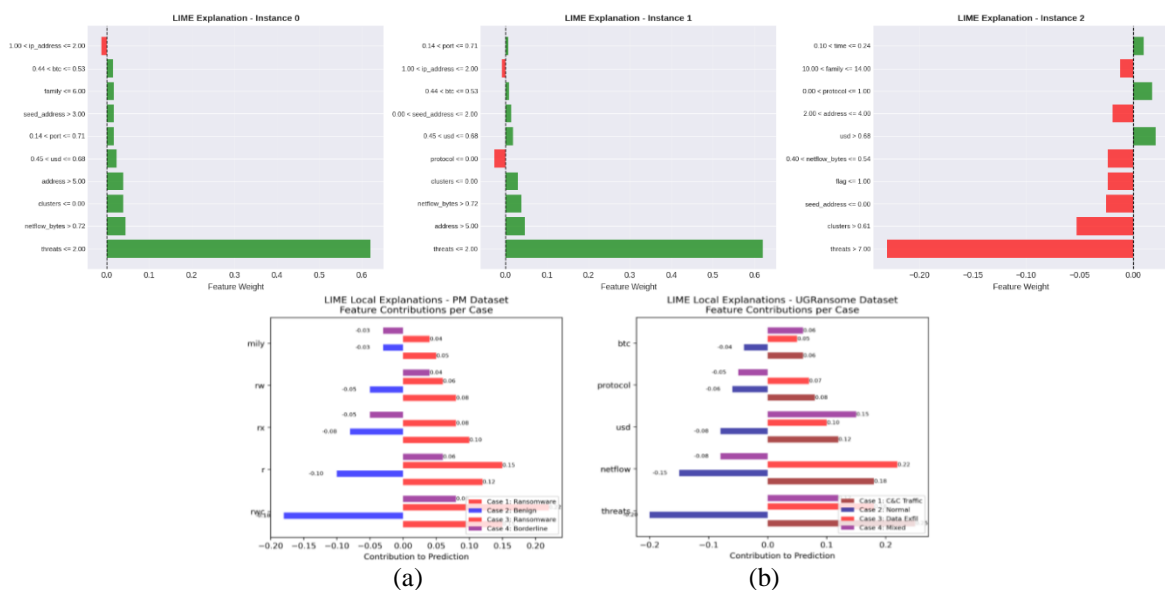 LIME Explanation - Instance 0
1.00 < ip_address <= 2.00
0.44 < btc <= 0.53
family <= 6.00
seed_address > 3.00
0.14 < port <= 0.71
0.45 < usd <= 0.68
address > 5.00
clusters <= 0.00
netflow_bytes > 0.72
threats <= 2.00
0.0 0.1 0.2 0.3 0.4 0.5 0.6
Feature Weight
LIME Explanation - Instance 1
0.14 < port <= 0.71
1.00 < ip_address <= 2.00
0.44 < btc <= 0.53
0.00 < seed_address <= 2.00
0.45 < usd <= 0.68
protocol <= 0.00
clusters <= 0.00
netflow_bytes > 0.72
address > 5.00
threats <= 2.00
0.0 0.1 0.2 0.3 0.4 0.5 0.6
Feature Weight
LIME Explanation - Instance 2
0.10 < time <= 0.24
10.00 < family <= 14.00
0.00 < protocol <= 1.00
2.00 < address <= 4.00
usd > 0.68
0.40 < netflow_bytes <= 0.54
flag <= 1.00
seed_address <= 0.00
clusters > 0.61
threats > 7.00
−0.20 −0.15 −0.10 −0.05 0.00
Feature Weight
LIME Local Explanations - PM Dataset
Feature Contributions per Case
mily
-0.03
0.04
-0.03
0.05
rw
0.04
0.06
-0.05
0.08
rx
-0.05
0.08
-0.08
0.10
r
0.06
0.15
-0.10
0.12
Case 1: Ransomware
Case 2: Benign
Case 3: Ransomware
Case 4: Borderline
−0.20 −0.15 −0.10 −0.05 0.00 0.05 0.10 0.15 0.20
Contribution to Prediction
(a)
LIME Local Explanations - UGRansome Dataset
Feature Contributions per Case
btc
0.06
0.05
-0.04
0.06
protocol
-0.05
0.07
-0.06
0.08
usd
0.15
0.10
-0.08
0.12
netflow
-0.08
0.22
-0.15
0.18
threats
Case 1: C&C Traffic
Case 2: Normal
Case 3: Data Exfil
Case 4: Mixed
−0.2 −0.1 0.0 0.1 0.2
Contribution to Prediction
(b)